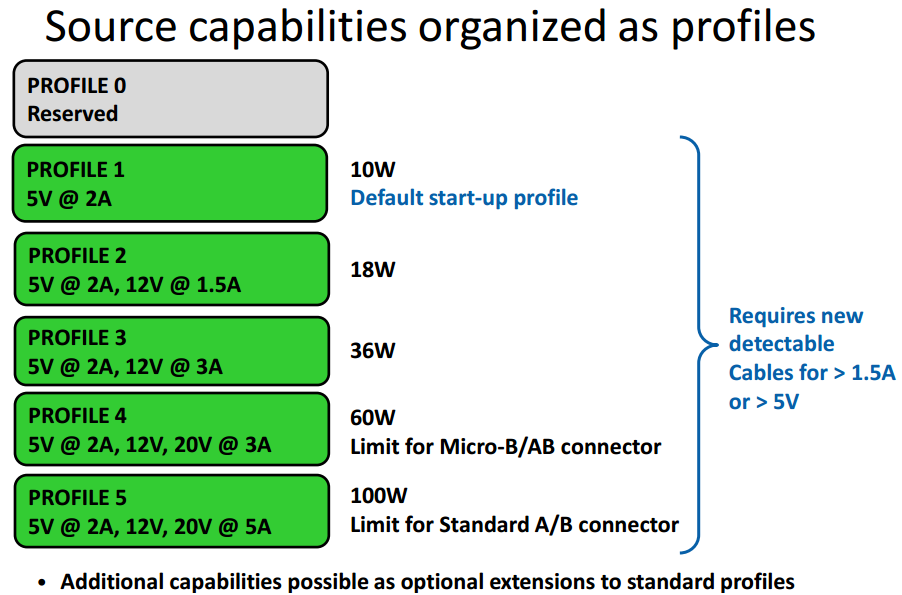 Source capabilities organized as profiles
PROFILE 0
Reserved
PROFILE 1
5V @ 2A
10W
Default start-up profile
PROFILE 2
5V @ 2A, 12V @ 1.5A
18W
PROFILE 3
5V @ 2A, 12V @ 3A
36W
PROFILE 4
5V @ 2A, 12V, 20V @ 3A
60W
Limit for Micro-B/AB connector
PROFILE 5
5V @ 2A, 12V, 20V @ 5A
100W
Limit for Standard A/B connector
Requires new
detectable
Cables for > 1.5A
or > 5V
• Additional capabilities possible as optional extensions to standard profiles